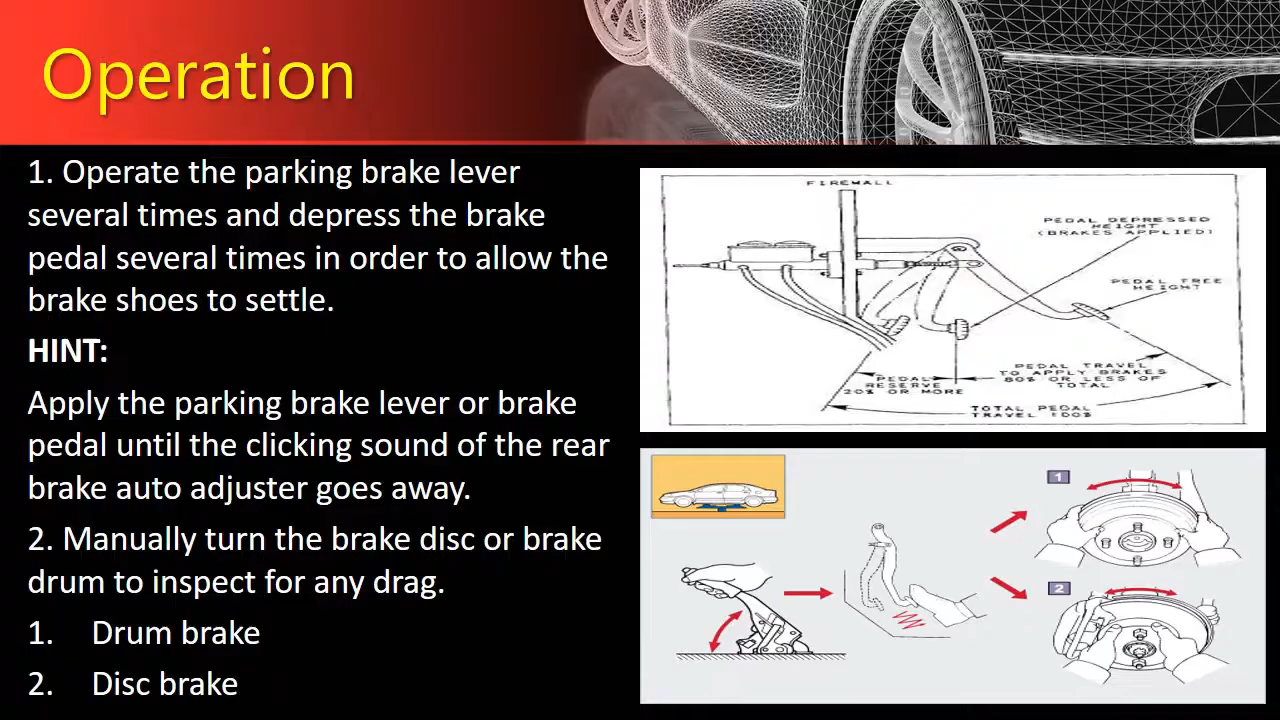 Operation
1. Operate the parking brake lever
several times and depress the brake
pedal several times in order to allow the
brake shoes to settle.
HINT:
Apply the parking brake lever or brake
pedal until the clicking sound of the rear
brake auto adjuster goes away.
2. Manually turn the brake disc or brake
drum to inspect for any drag.
1. Drum brake
2. Disc brake
FIREWALL
PEDAL DEPRESSED
HEIGHT
(BRAKES APPLIED)
PEDAL FREE
HEIGHT
PEDAL TRAVEL
TO APPLY BRAKES
80% OR LESS OF
TOTAL
PEDAL
RESERVE
20% OR MORE
TOTAL PEDAL
TRAVEL 100%
1
2